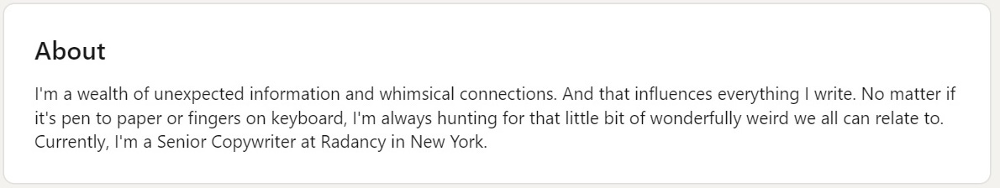 About
I'm a wealth of unexpected information and whimsical connections. And that influences everything I write. No matter if
it's pen to paper or fingers on keyboard, I'm always hunting for that little bit of wonderfully weird we all can relate to.
Currently, I'm a Senior Copywriter at Radancy in New York.